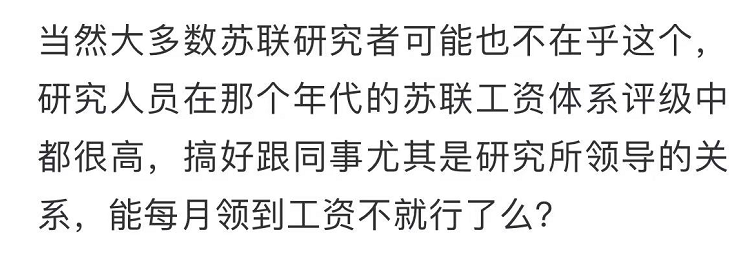 当然大多数苏联研究者可能也不在乎这个，
研究人员在那个年代的苏联工资体系评级中
都很高，搞好跟同事尤其是研究所领导的关
系，能每月领到工资不就行了么？